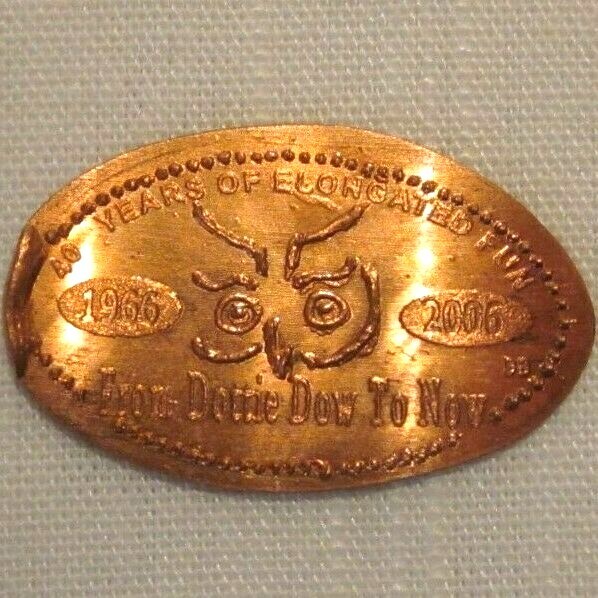 40 YEARS OF ELONGATED FUN
1966
2006
From Dottie Dow To Now